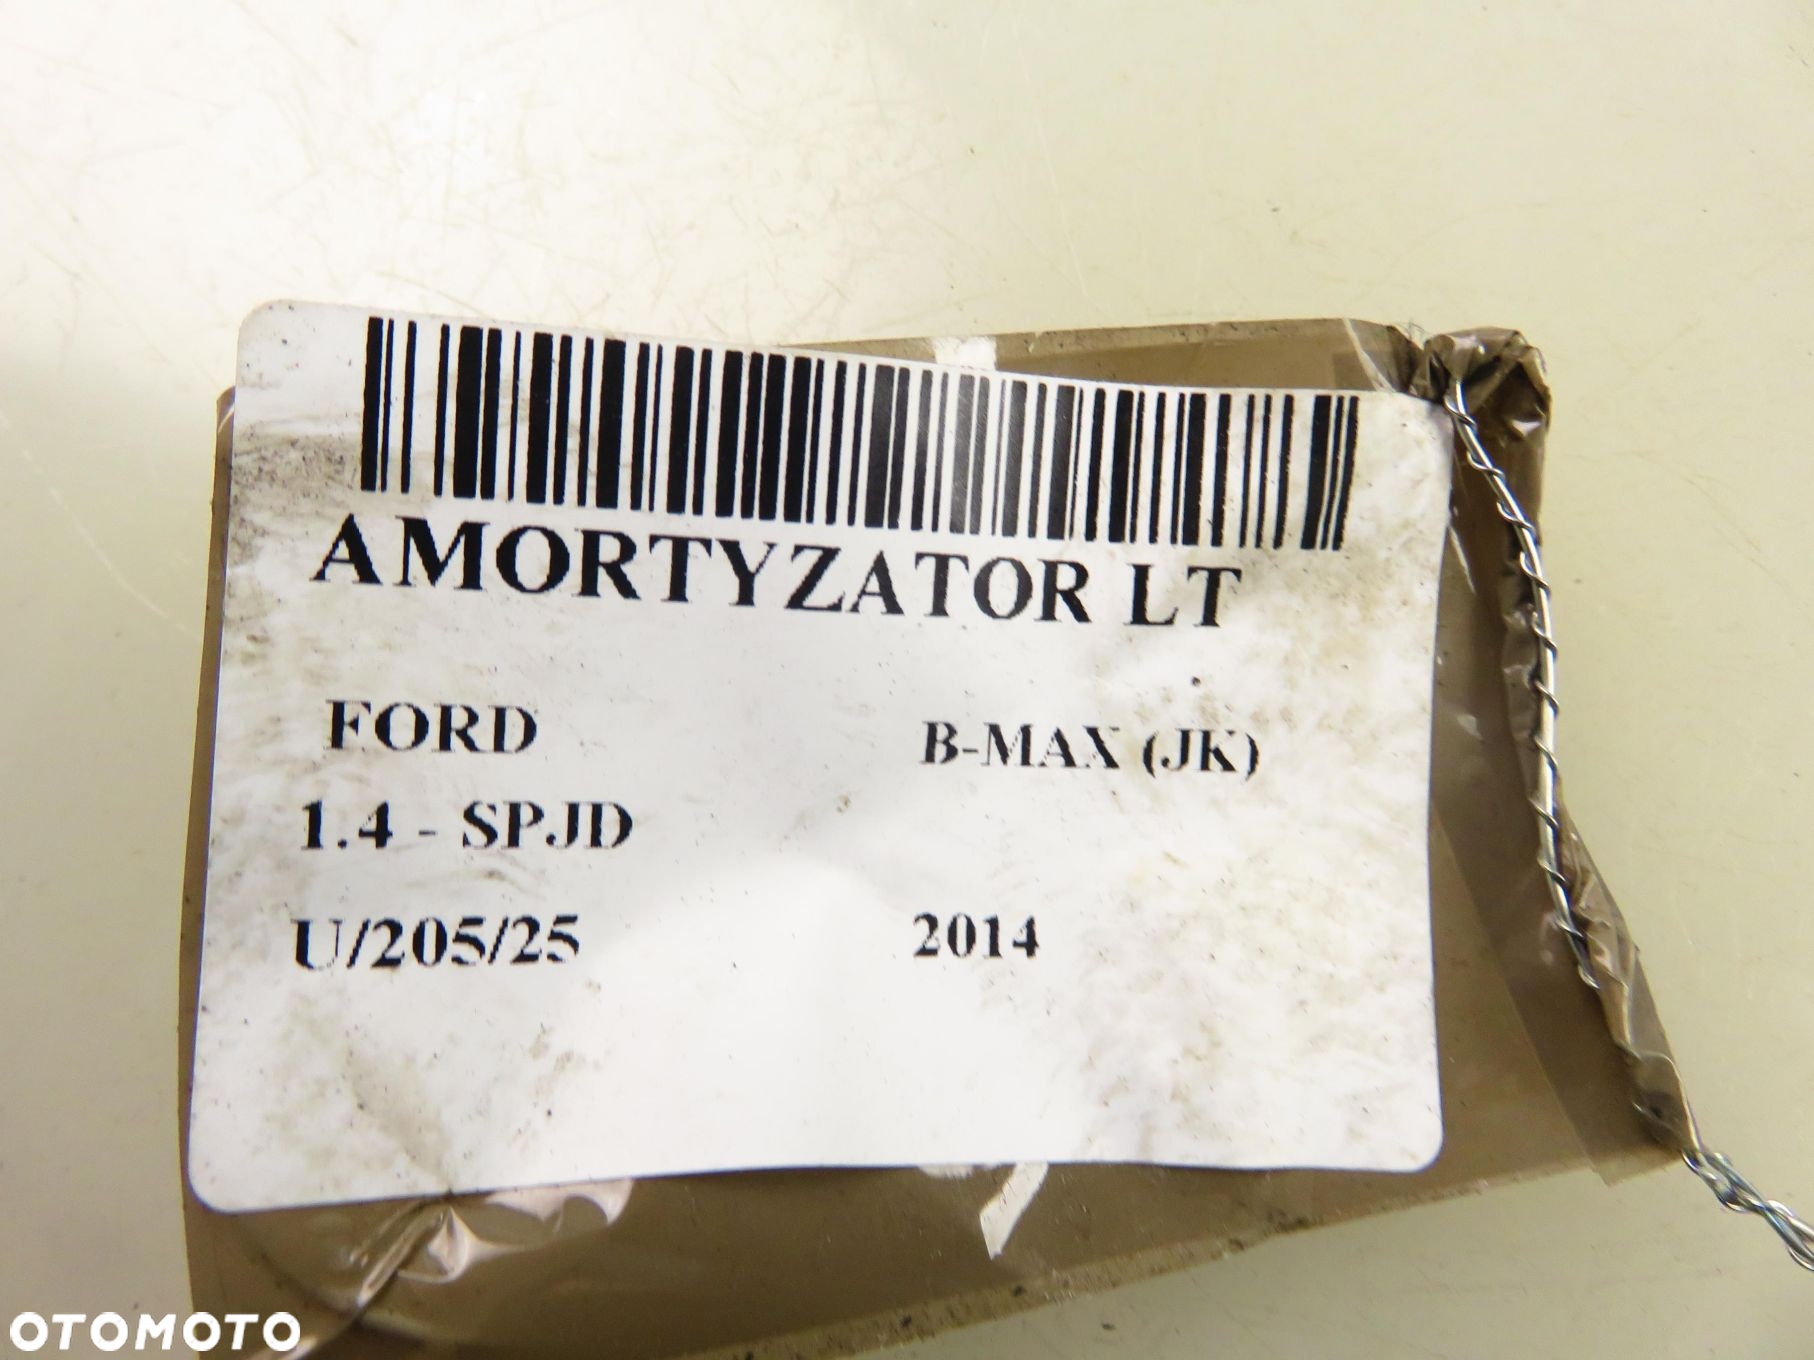 AMORTYZATOR LT
FORD B-MAX (JK)
1.4 - SPJD
U/205/25 2014
OTOMOTO